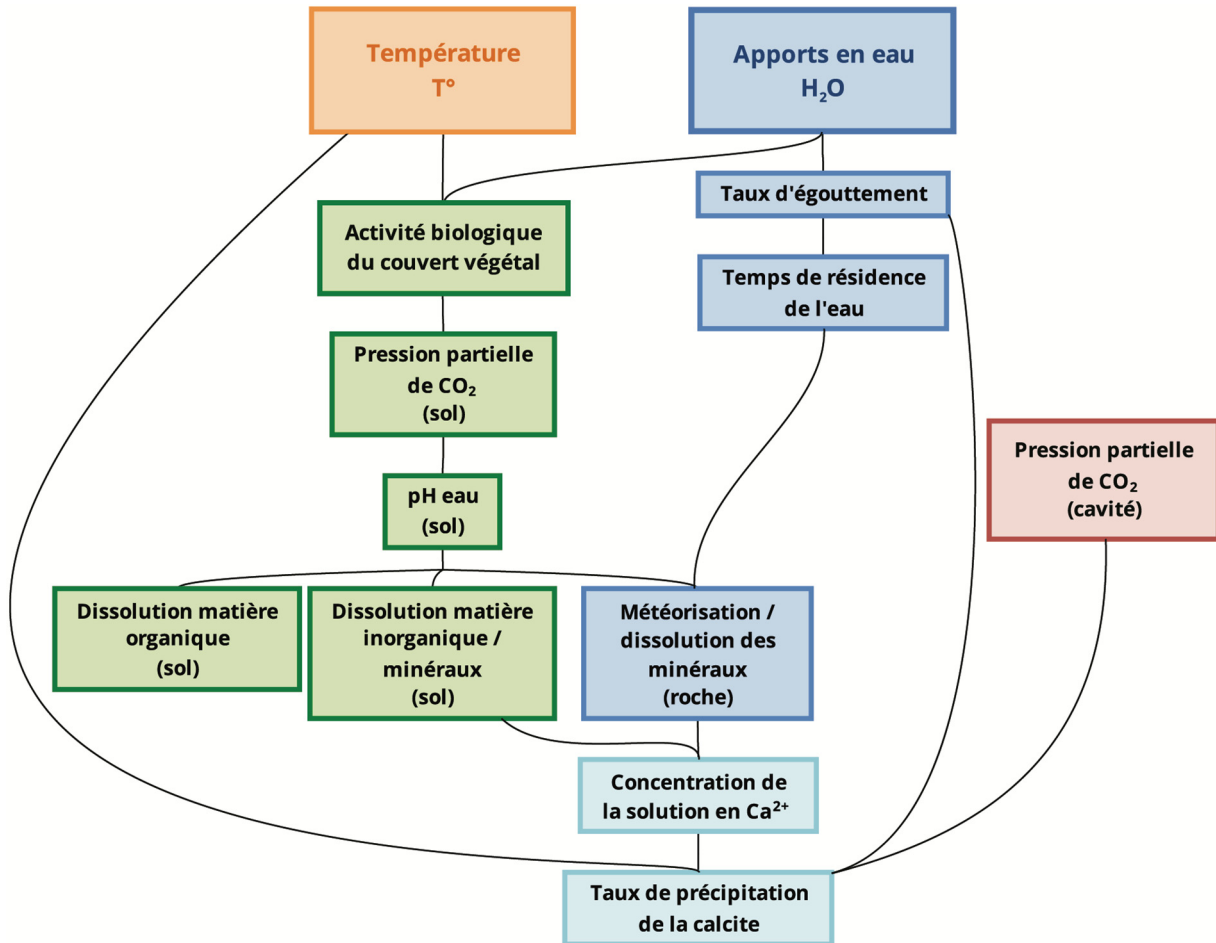 Température
T°
Apports en eau
H₂O
Taux d'égouttement
Activité biologique
du couvert végétal
Temps de résidence
de l'eau
Pression partielle
de CO₂
(sol)
Pression partielle
de CO₂
(cavité)
pH eau
(sol)
Dissolution matière
organique
(sol)
Dissolution matière
inorganique /
minéraux
(sol)
Météorisation /
dissolution des
minéraux
(roche)
Concentration de
la solution en Ca²⁺
Taux de précipitation
de la calcite